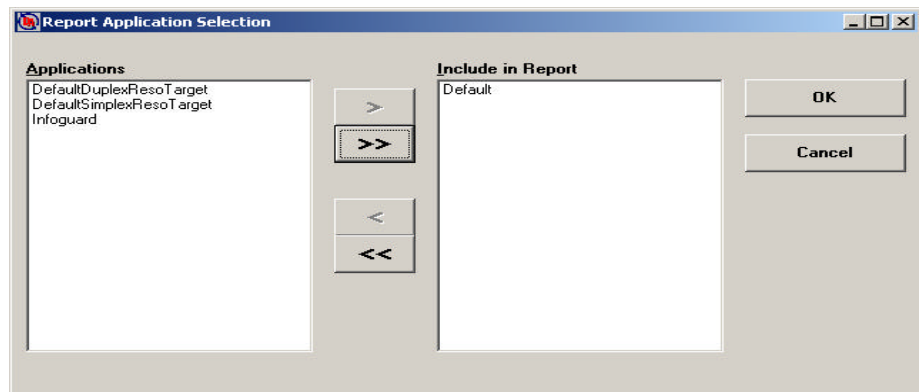 Report Application Selection
Applications
DefaultDuplexResoTarget
DefaultSimplexResoTarget
Infoguard
>
>>
<
<<
Include in Report
Default
OK
Cancel